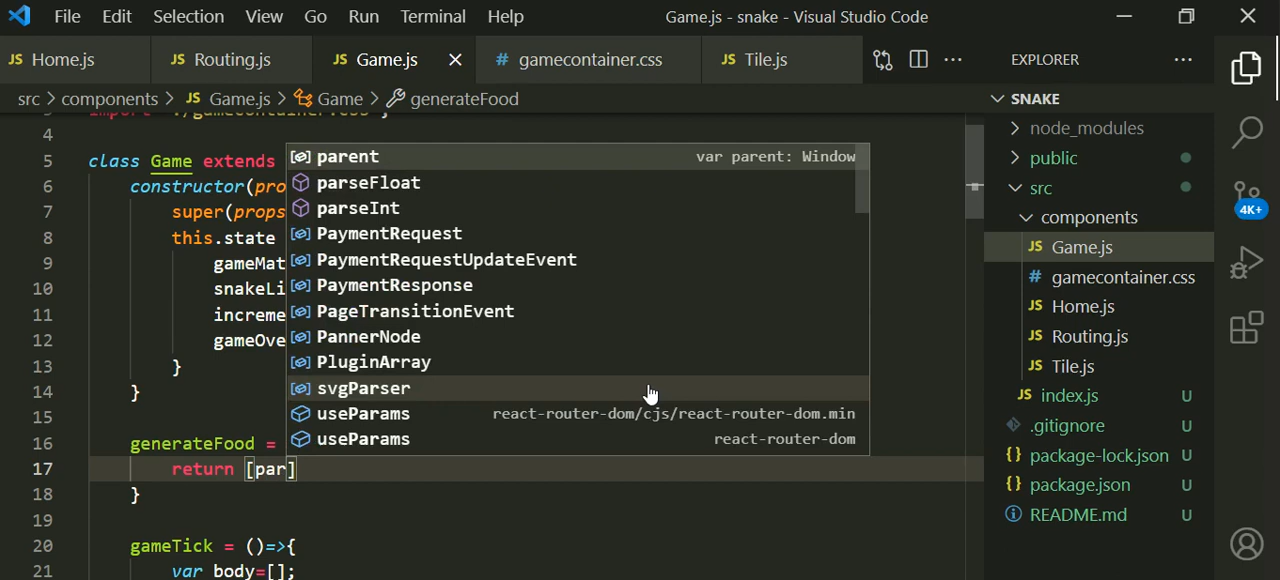 File Edit Selection View Go Run Terminal Help Game.js - snake - Visual Studio Code
JS Home.js JS Routing.js JS Game.js # gamecontainer.css JS Tile.js EXPLORER
src > components > JS Game.js > Game > generateFood
SNAKE
node_modules
public
src
components
JS Game.js
# gamecontainer.css
JS Home.js
JS Routing.js
JS Tile.js
JS index.js U
.gitignore U
{} package-lock.json U
{} package.json U
README.md U
4K+
4
5 class Game extends
6 constructor(pro
7 super(props
8 this.state
9 gameMat
10 snakeLi
11 increme
12 gameOve
13 }
14 }
15
16 generateFood =
17 return [par]
18 }
19
20 gameTick = ()=>{
21 var body=[];
parent var parent: Window
parseFloat
parseInt
PaymentRequest
PaymentRequestUpdateEvent
PaymentResponse
PageTransitionEvent
PannerNode
PluginArray
svgParser
useParams react-router-dom/cjs/react-router-dom.min
useParams react-router-dom